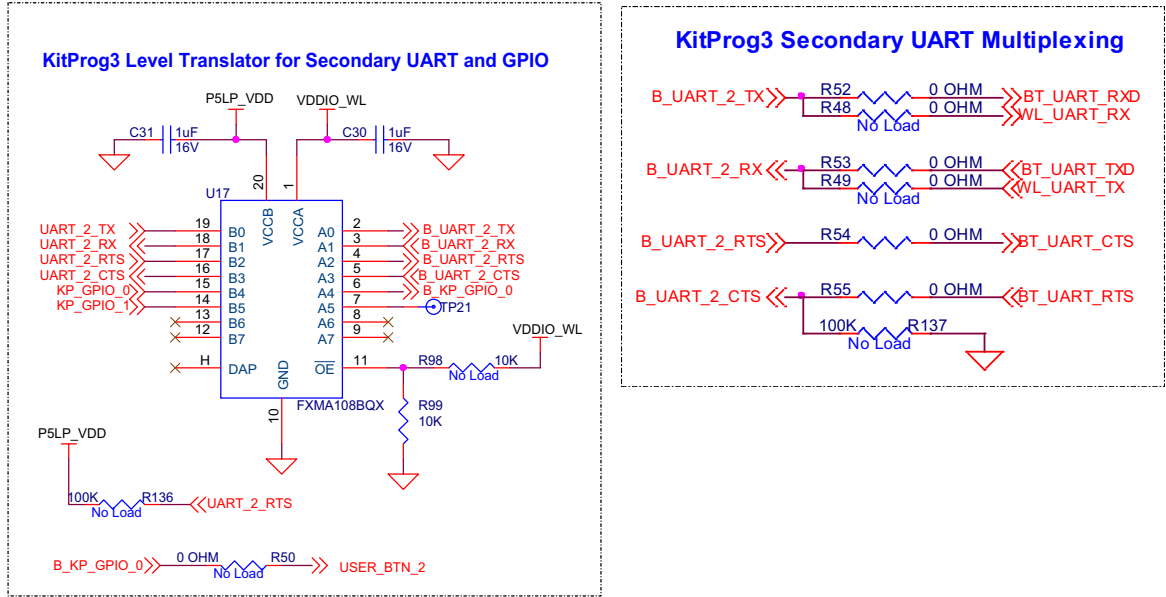 KitProg3 Level Translator for Secondary UART and GPIO
P5LP_VDD
VDDIO_WL
C31
1uF
16V
C30
1uF
16V
20
1
U17
VCCB
VCCA
UART_2_TX 19 B0 A0 2 B_UART_2_TX
UART_2_RX 18 B1 A1 3 B_UART_2_RX
UART_2_RTS 17 B2 A2 4 B_UART_2_RTS
UART_2_CTS 16 B3 A3 5 B_UART_2_CTS
KP_GPIO_0 15 B4 A4 6 B_KP_GPIO_0
KP_GPIO_1 14 B5 A5 7 TP21
13 B6 A6 8
12 B7 A7 9
VDDIO_WL
H DAP OE 11 R98 10K
No Load
GND
10
FXMA108BQX
R99
10K
P5LP_VDD
100K R136 UART_2_RTS
No Load
B_KP_GPIO_0 0 OHM R50 USER_BTN_2
No Load
KitProg3 Secondary UART Multiplexing
B_UART_2_TX R52 0 OHM BT_UART_RXD
R48 0 OHM WL_UART_RX
No Load
B_UART_2_RX R53 0 OHM BT_UART_TXD
R49 0 OHM WL_UART_TX
No Load
B_UART_2_RTS R54 0 OHM BT_UART_CTS
B_UART_2_CTS R55 0 OHM BT_UART_RTS
100K R137
No Load